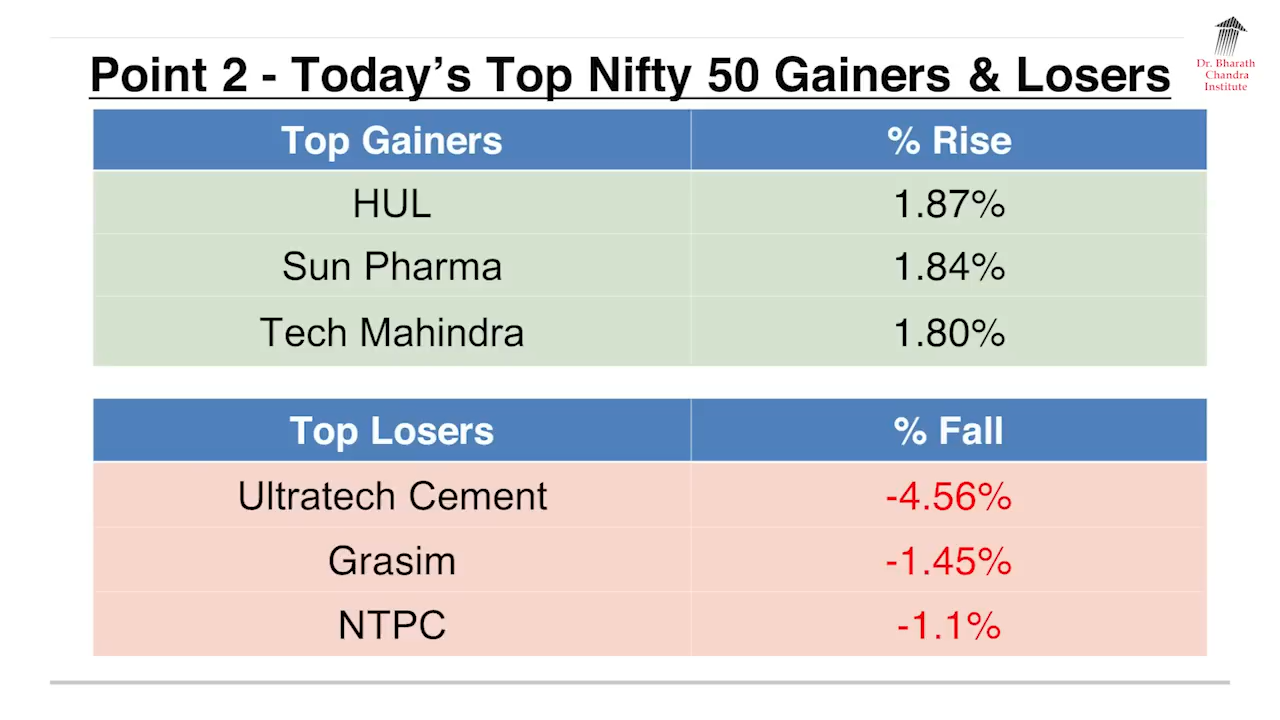 Point 2 - Today’s Top Nifty 50 Gainers & Losers
Dr. Bharath
Chandra
Institute
Top Gainers % Rise
HUL 1.87%
Sun Pharma 1.84%
Tech Mahindra 1.80%
Top Losers % Fall
Ultratech Cement -4.56%
Grasim -1.45%
NTPC -1.1%